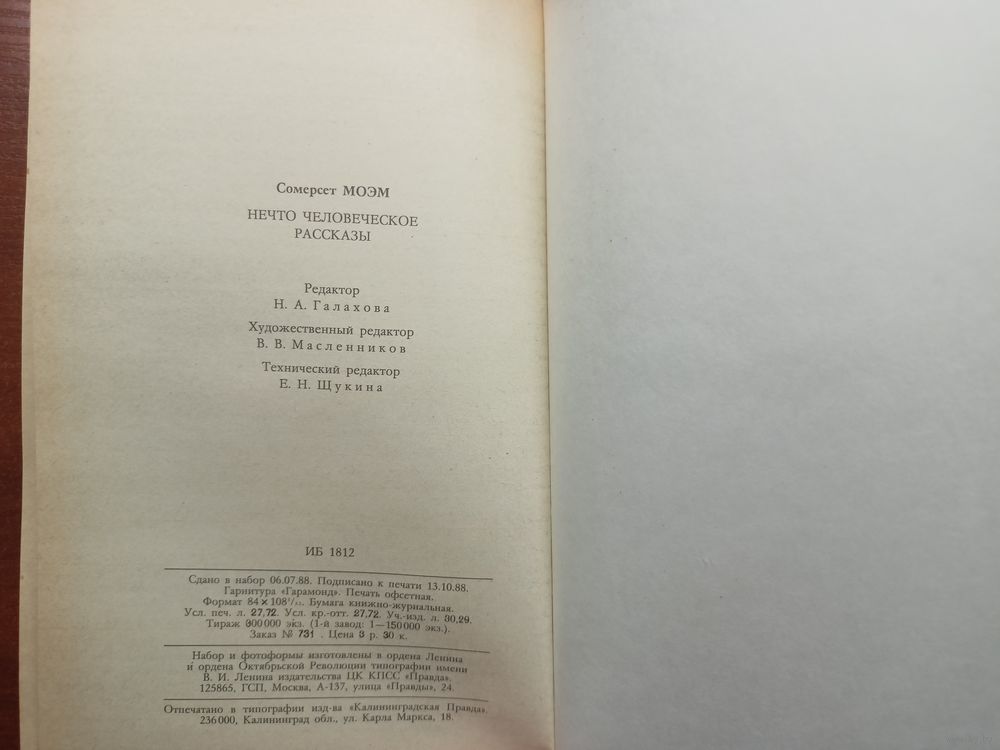 Сомерсет МОЭМ
НЕЧТО ЧЕЛОВЕЧЕСКОЕ
РАССКАЗЫ
Редактор
Н. А. Галахова
Художественный редактор
В. В. Масленников
Технический редактор
Е. Н. Щукина
ИБ 1812
Сдано в набор 06.07.88. Подписано к печати 13.10.88.
Гарнитура «Гарамонд». Печать офсетная.
Формат 84×108¹/₃₂. Бумага книжно-журнальная.
Усл. печ. л. 27,72. Усл. кр.-отт. 27,72. Уч.-изд. л. 30,29.
Тираж 300000 экз. (1-й завод: 1—150000 экз.).
Заказ № 731 . Цена 3 р. 30 к.
Набор и фотоформы изготовлены в ордена Ленина
и ордена Октябрьской Революции типографии имени
В. И. Ленина издательства ЦК КПСС «Правда».
125865, ГСП, Москва, А-137, улица «Правды», 24.
Отпечатано в типографии изд-ва «Калининградская Правда».
236000, Калининград обл., ул. Карла Маркса, 18.